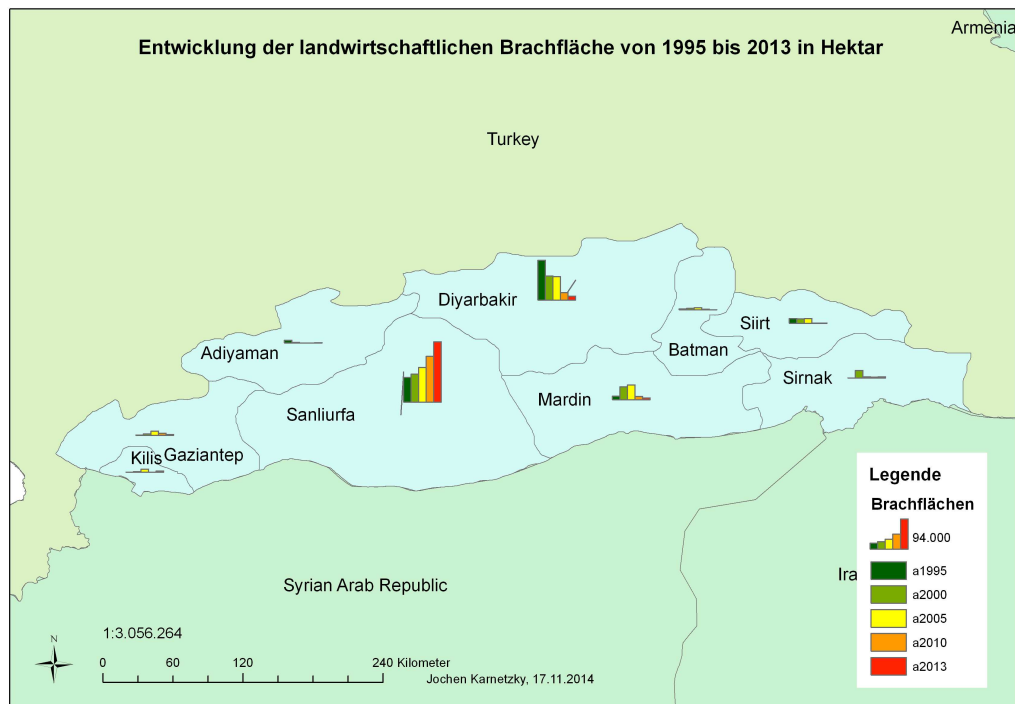 Armenia
Entwicklung der landwirtschaftlichen Brachfläche von 1995 bis 2013 in Hektar
Turkey
Diyarbakir
Siirt
Adiyaman
Batman
Sirnak
Mardin
Sanliurfa
Kilis
Gaziantep
Legende
Brachflächen
94.000
a1995
a2000
a2005
a2010
a2013
Ira
Syrian Arab Republic
N
1:3.056.264
0 60 120 240 Kilometer
Jochen Karnetzky, 17.11.2014